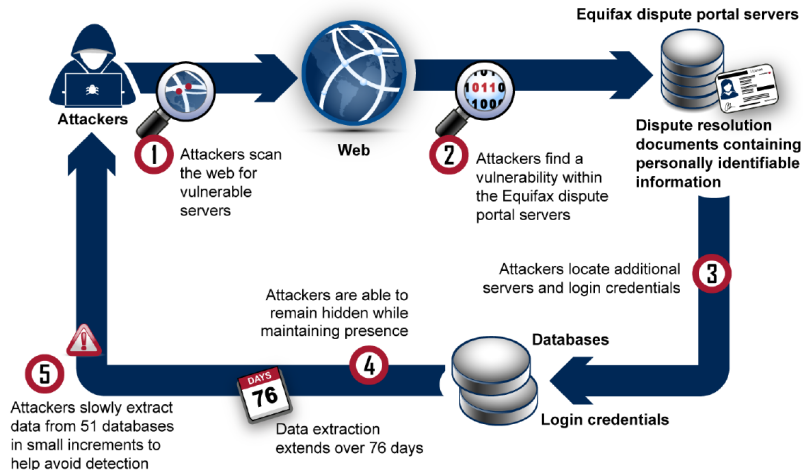 Equifax dispute portal servers
10110
Attackers
Web
1
Attackers scan
the web for
vulnerable
servers
2
Attackers find a
vulnerability within
the Equifax dispute
portal servers
Dispute resolution
documents containing
personally identifiable
information
3
Attackers locate additional
servers and login credentials
Attackers are able to
remain hidden while
maintaining presence
4
Databases
Login credentials
DAYS
76
Data extraction
extends over 76 days
5
Attackers slowly extract
data from 51 databases
in small increments to
help avoid detection